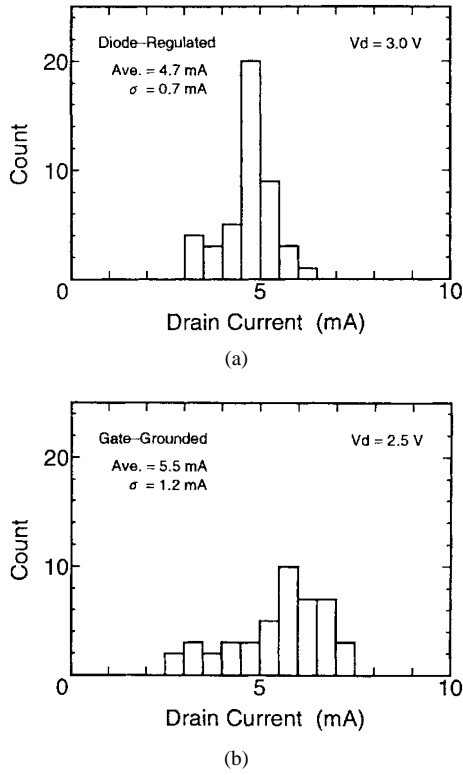 Diode-Regulated Vd = 3.0 V
Ave. = 4.7 mA
σ = 0.7 mA
20
10
Count
0 5 10
Drain Current (mA)
(a)
Gate-Grounded Vd = 2.5 V
Ave. = 5.5 mA
σ = 1.2 mA
20
10
Count
0 5 10
Drain Current (mA)
(b)